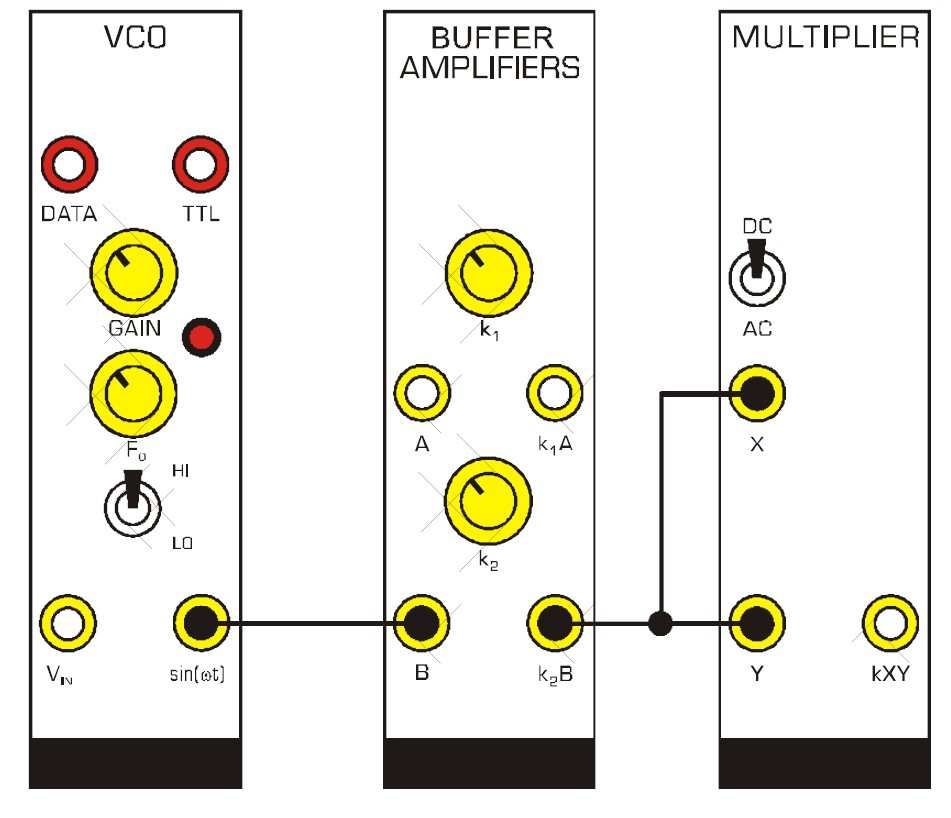 VCO
DATA
TTL
GAIN
F₀
HI
LO
V_IN
sin(ωt)
BUFFER
AMPLIFIERS
k₁
A
k₁A
k₂
B
k₂B
MULTIPLIER
DC
AC
X
Y
kXY